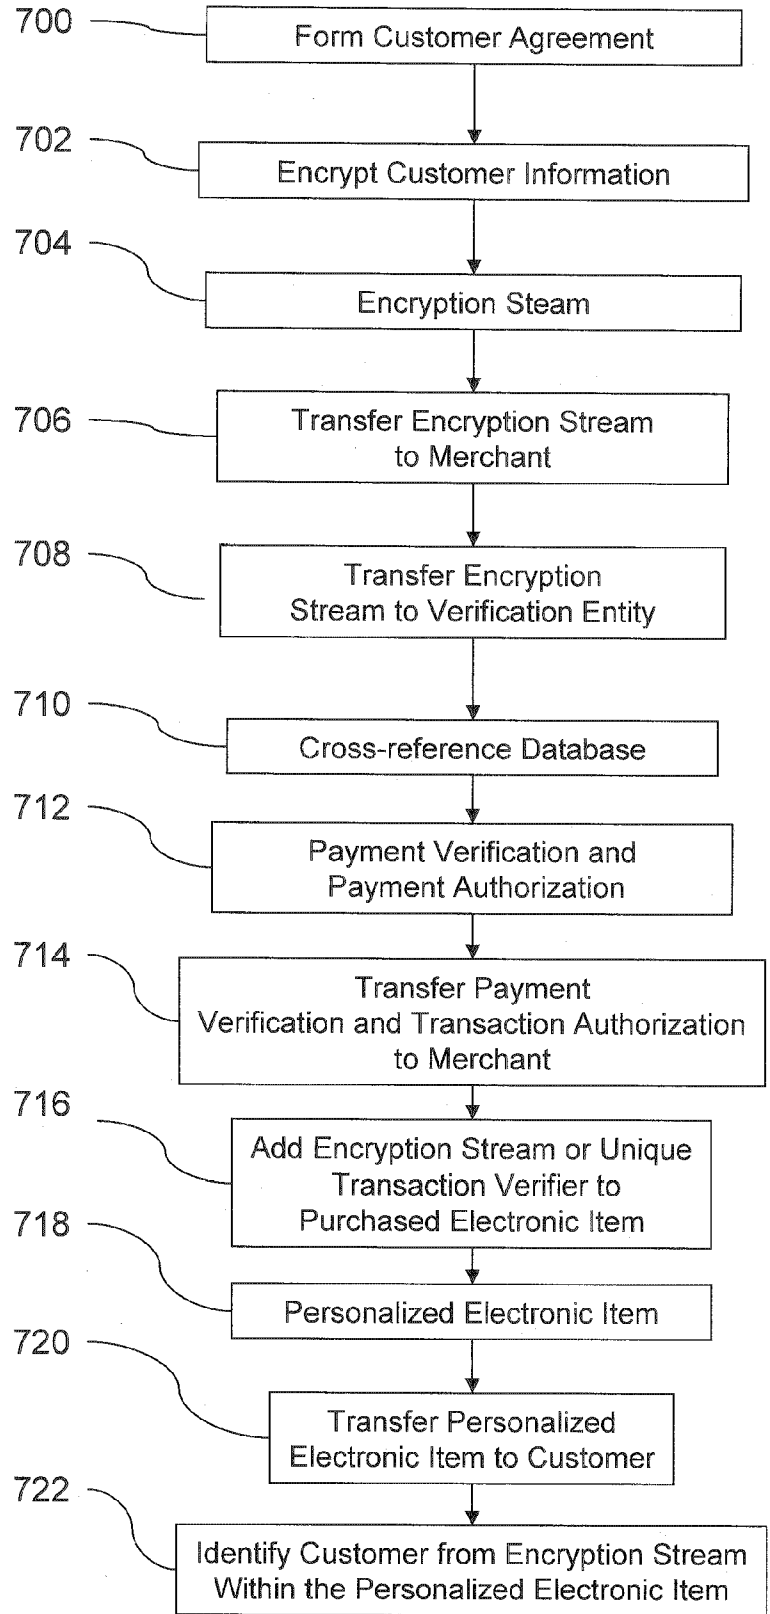 700
Form Customer Agreement
702
Encrypt Customer Information
704
Encryption Steam
706
Transfer Encryption Stream
to Merchant
708
Transfer Encryption
Stream to Verification Entity
710
Cross-reference Database
712
Payment Verification and
Payment Authorization
714
Transfer Payment
Verification and Transaction Authorization
to Merchant
716
Add Encryption Stream or Unique
Transaction Verifier to
Purchased Electronic Item
718
Personalized Electronic Item
720
Transfer Personalized
Electronic Item to Customer
722
Identify Customer from Encryption Stream
Within the Personalized Electronic Item